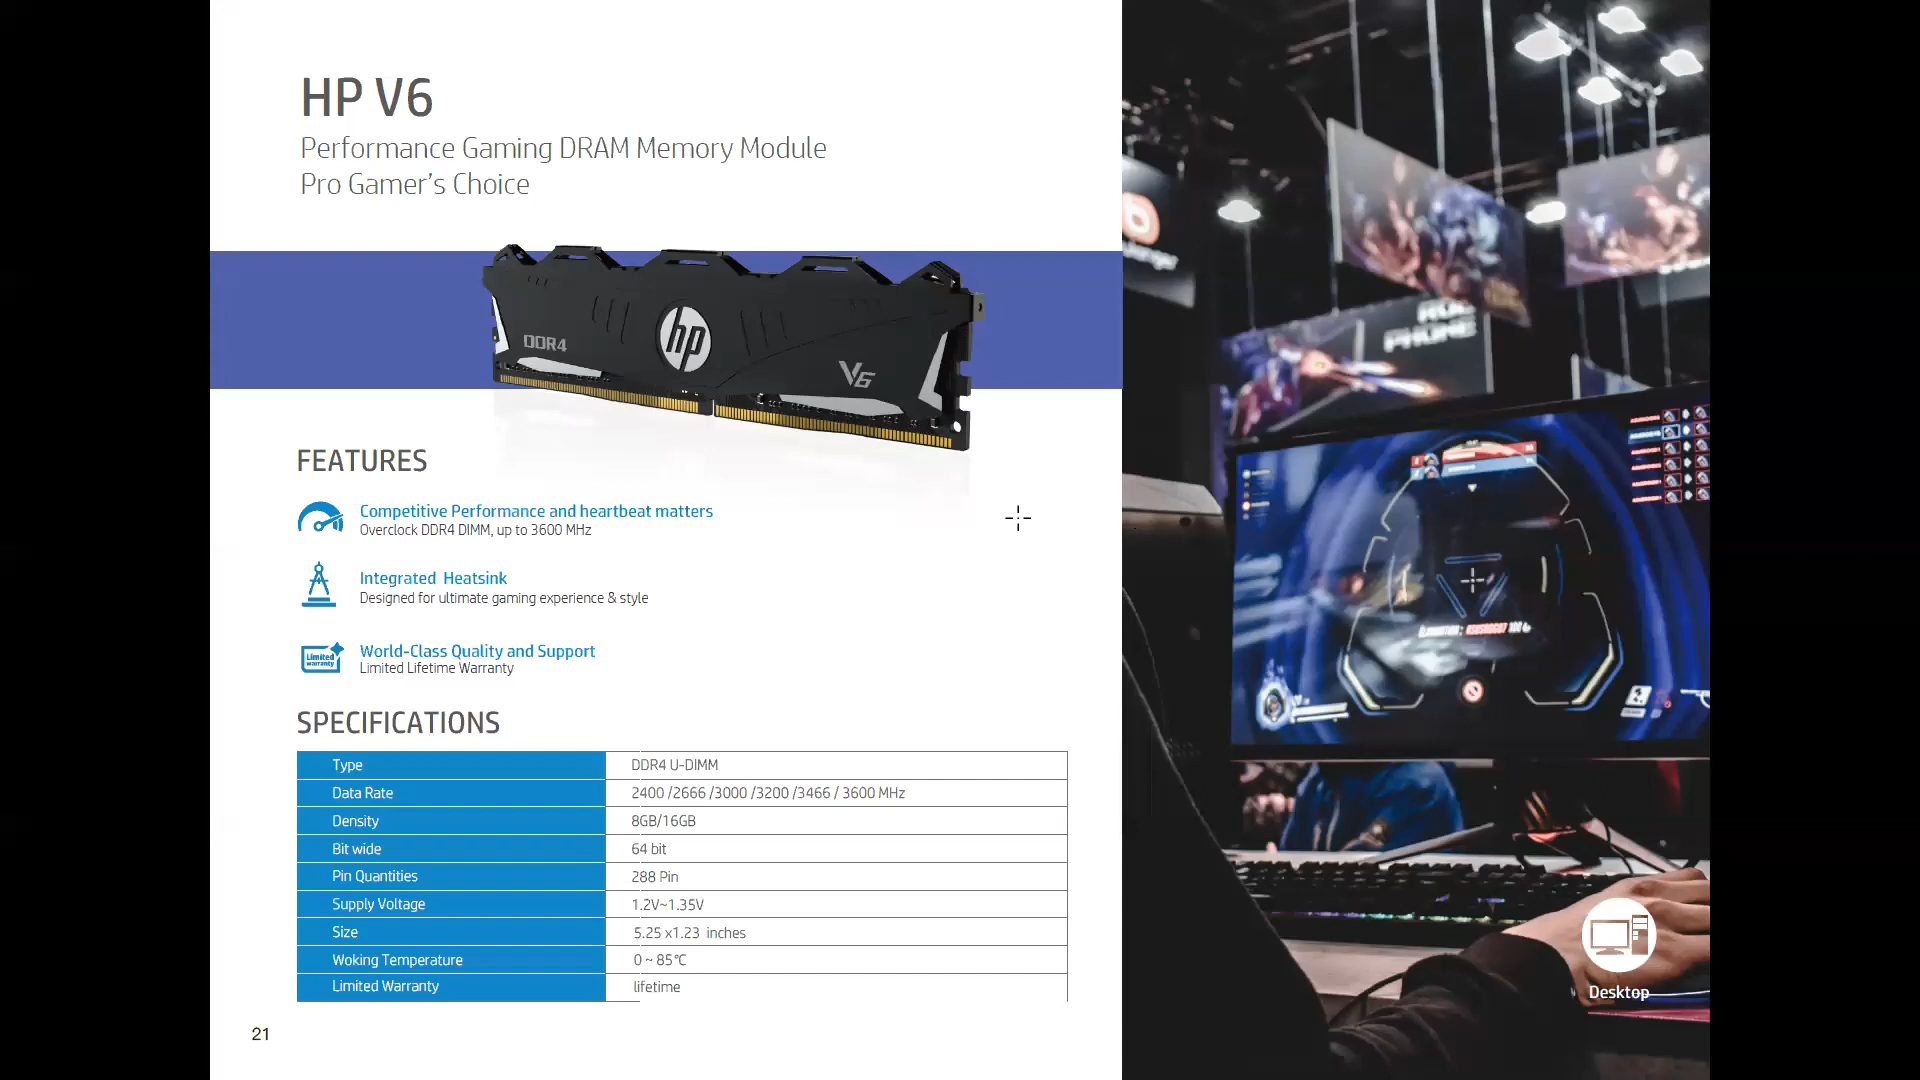 HP V6
Performance Gaming DRAM Memory Module
Pro Gamer's Choice
DDR4
hp
V6
FEATURES
Competitive Performance and heartbeat matters
Overclock DDR4 DIMM, up to 3600 MHz
Integrated Heatsink
Designed for ultimate gaming experience & style
Limited warranty
World-Class Quality and Support
Limited Lifetime Warranty
SPECIFICATIONS
Type DDR4 U-DIMM
Data Rate 2400 /2666 /3000 /3200 /3466 / 3600 MHz
Density 8GB/16GB
Bit wide 64 bit
Pin Quantities 288 Pin
Supply Voltage 1.2V~1.35V
Size 5.25 x1.23 inches
Woking Temperature 0 ~ 85℃
Limited Warranty lifetime
21
PHONE
Desktop